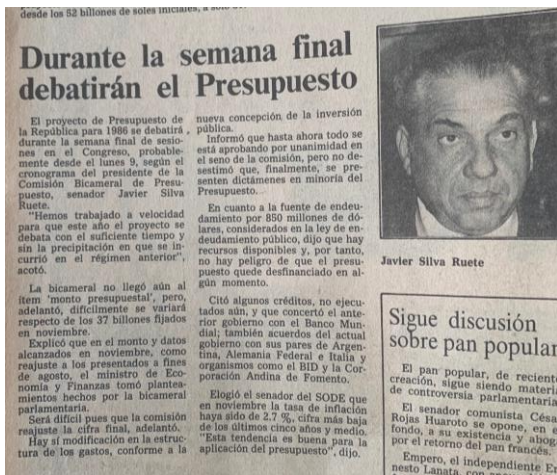 desde los 52 billones de soles iniciales, a
Durante la semana final
debatirán el Presupuesto
El proyecto de Presupuesto de
la República para 1986 se debatirá,
durante la semana final de sesio-
nes en el Congreso, probable-
mente desde el lunes 9, según el
cronograma del presidente de la
Comisión Bicameral de Presu-
puesto, senador Javier Silva
Ruete.
"Hemos trabajado a velocidad
para que este año el proyecto se
debata con el suficiente tiempo y
sin la precipitación en que se in-
currió en el régimen anterior",
acotó.
La bicameral no llegó aún al
ítem 'monto presupuestal', pero,
adelantó, difícilmente se variará
respecto de los 37 billones fijados
en noviembre.
Explicó que en el monto y datos
alcanzados en noviembre, como
reajuste a los presentados a fines
de agosto, el ministro de Eco-
nomía y Finanzas tomó plantea-
mientos hechos por la bicameral
parlamentaria.
Será difícil pues que la comisión
reajuste la cifra final, adelantó.
Hay sí modificación en la estruc-
tura de los gastos, conforme a la
nueva concepción de la inversión
pública.
Informó que hasta ahora todo se
está aprobando por unanimidad en
el seno de la comisión, pero no de-
sestimó que, finalmente, se pre-
senten dictámenes en minoría del
Presupuesto.
En cuanto a la fuente de endeu-
damiento por 850 millones de dó-
lares, considerados en la ley de en-
deudamiento público, dijo que hay
recursos disponibles y, por tanto,
no hay peligro de que el presu-
puesto quede desfinanciado en al-
gún momento.
Citó algunos créditos, no ejecu-
tados aún, y que concertó el ante-
rior gobierno con el Banco Mun-
dial; también acuerdos del actual
gobierno con sus pares de Argen-
tina, Alemania Federal e Italia y
organismos como el BID y la Cor-
poración Andina de Fomento.
Elogió el senador del SODE que
en noviembre la tasa de inflación
haya sido de 2.7 %, cifra más baja
de los últimos cinco años y medio.
"Esta tendencia es buena para la
aplicación del presupuesto", dijo.
Javier Silva Ruete
Sigue discusión
sobre pan popular
El pan popular, de reciente
creación, sigue siendo materia
de controversia parlamentaria
El senador comunista César
Rojas Huaroto se opone, en el
fondo, a su existencia y abog
por el retorno del pan francés.
Empero, el independiente Er
nesto Lanata, con